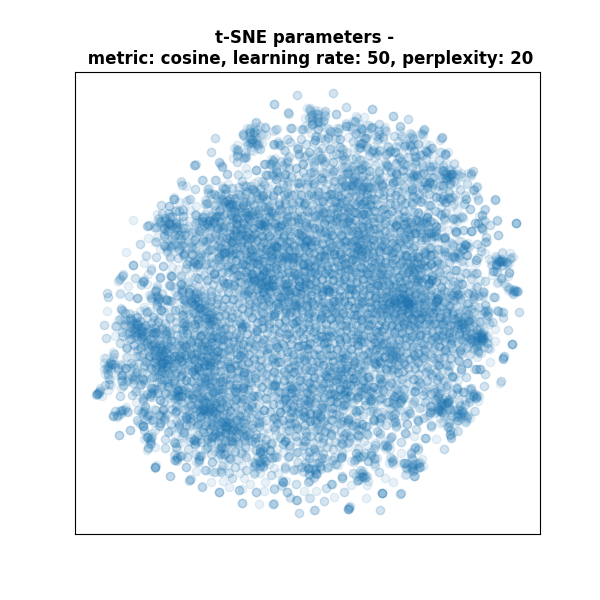 t-SNE parameters -
metric: cosine, learning rate: 50, perplexity: 20